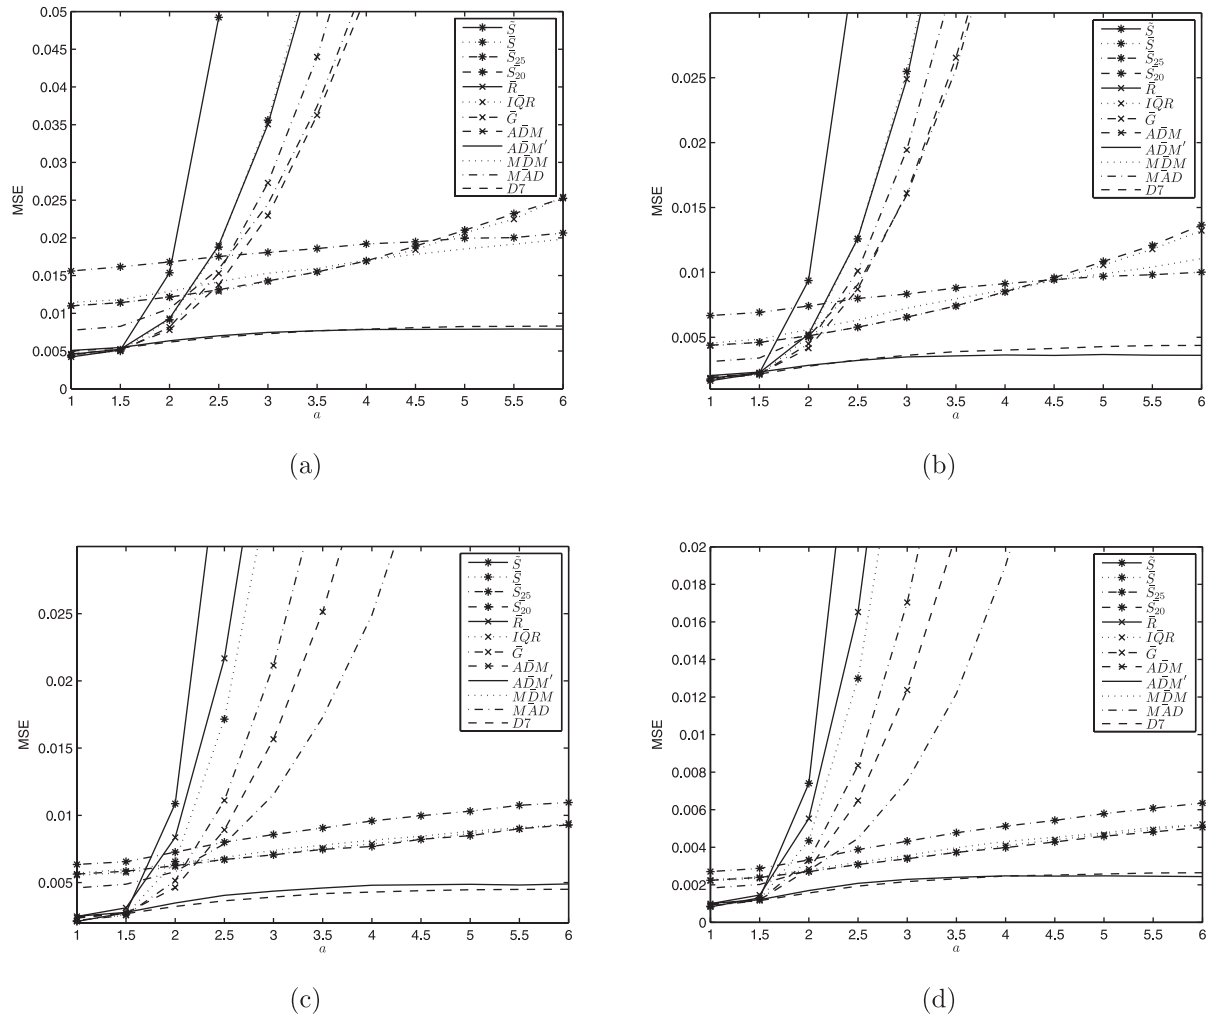 0.05
0.045
0.04
0.035
0.03
0.025
0.02
0.015
0.01
0.005
0
MSE
1 1.5 2 2.5 3 3.5 4 4.5 5 5.5 6
a
S̃
S̄
S̄25
S̄20
R̄
IQ̄R
Ḡ
AD̄M
AD̄M′
MD̄M
MĀD
D7
(a)
0.025
0.02
0.015
0.01
0.005
MSE
1 1.5 2 2.5 3 3.5 4 4.5 5 5.5 6
a
S̃
S̄
S̄25
S̄20
R̄
IQ̄R
Ḡ
AD̄M
AD̄M′
MD̄M
MĀD
D7
(b)
0.025
0.02
0.015
0.01
0.005
MSE
1 1.5 2 2.5 3 3.5 4 4.5 5 5.5 6
a
S̃
S̄
S̄25
S̄20
R̄
IQ̄R
Ḡ
AD̄M
AD̄M′
MD̄M
MĀD
D7
(c)
0.02
0.018
0.016
0.014
0.012
0.01
0.008
0.006
0.004
0.002
0
MSE
1 1.5 2 2.5 3 3.5 4 4.5 5 5.5 6
a
S̃
S̄
S̄25
S̄20
R̄
IQ̄R
Ḡ
AD̄M
AD̄M′
MD̄M
MĀD
D7
(d)